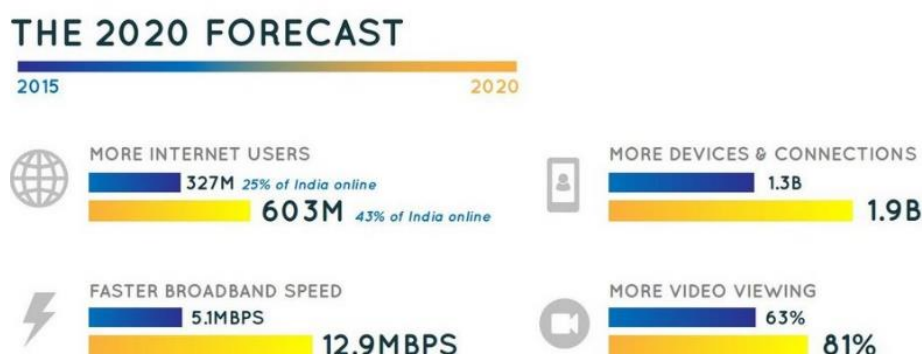 THE 2020 FORECAST
2015 2020
MORE INTERNET USERS
327M 25% of India online
603M 43% of India online
MORE DEVICES & CONNECTIONS
1.3B
1.9B
FASTER BROADBAND SPEED
5.1MBPS
12.9MBPS
MORE VIDEO VIEWING
63%
81%